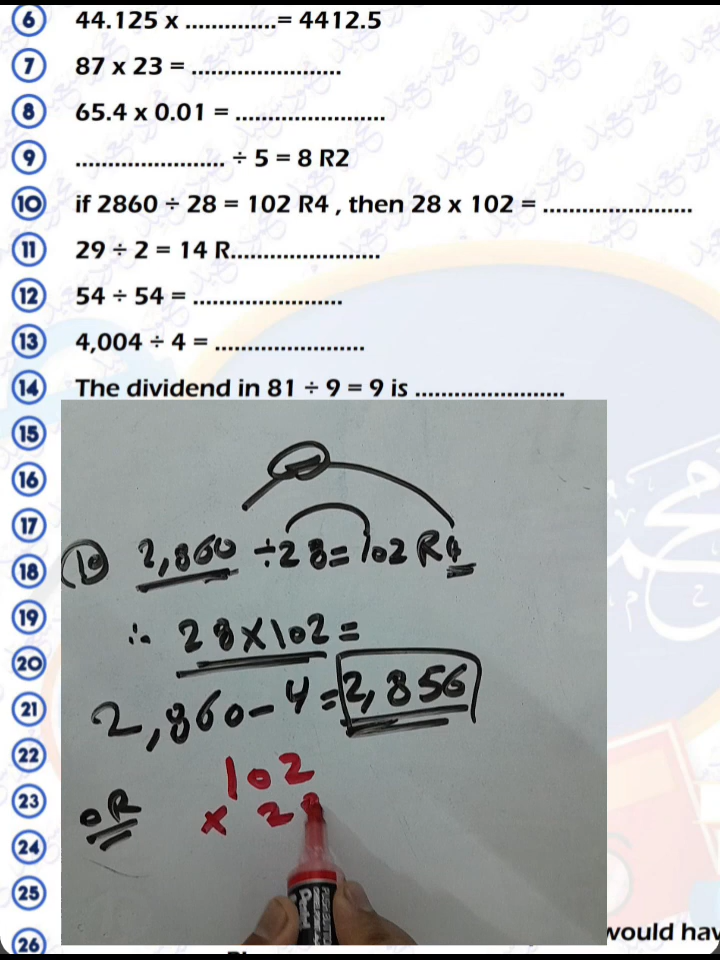 6 44.125 x ..............= 4412.5
7 87 x 23 = .......................
8 65.4 x 0.01 = .......................
9 ....................... ÷ 5 = 8 R2
10 if 2860 ÷ 28 = 102 R4 , then 28 x 102 = .......................
11 29 ÷ 2 = 14 R.......................
12 54 ÷ 54 = .......................
13 4,004 ÷ 4 = .......................
14 The dividend in 81 ÷ 9 = 9 is .......................
15
16
17
18
19
20
21
22
23
24
25
26
10 2,860 ÷28=102 R4
∴ 28x102=
2,860-4=2,856
OR
102
x 28
would hav